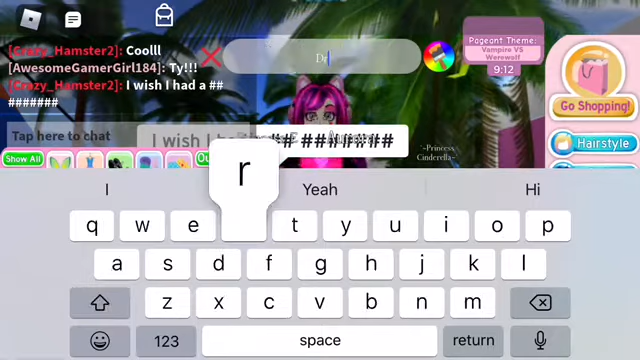 [Crazy_Hamster2]: Coolll
[AwesomeGamerGirl184]: Ty!!!
[Crazy_Hamster2]: I wish I had a ##
#######
Tap here to chat
I wish I h
## #######
Pageant Theme:
Vampire VS
Werewolf
9:12
Go Shopping!
Hairstyle
~Princess
Cinderella~
Show All
r
I Yeah Hi
q w e t y u i o p
a s d f g h j k l
z x c v b n m
123 space return